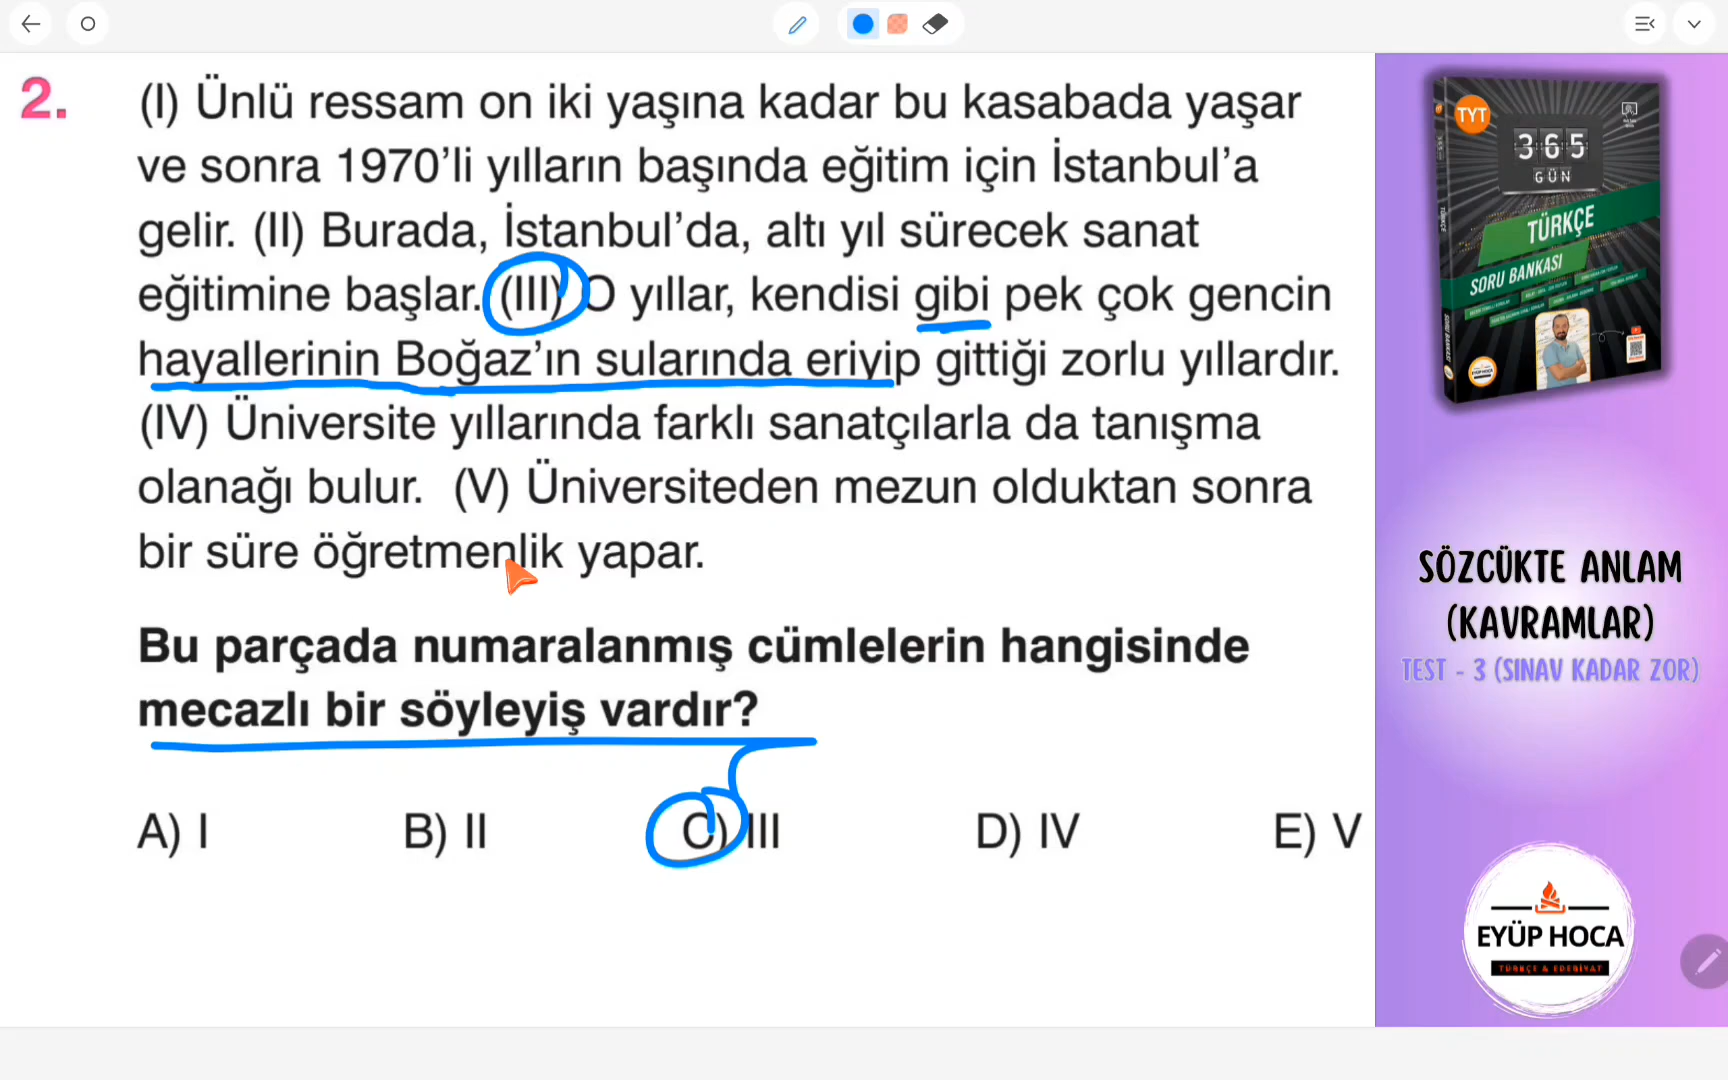 2.
(I) Ünlü ressam on iki yaşına kadar bu kasabada yaşar
ve sonra 1970’li yılların başında eğitim için İstanbul’a
gelir. (II) Burada, İstanbul’da, altı yıl sürecek sanat
eğitimine başlar. (III) O yıllar, kendisi gibi pek çok gencin
hayallerinin Boğaz’ın sularında eriyip gittiği zorlu yıllardır.
(IV) Üniversite yıllarında farklı sanatçılarla da tanışma
olanağı bulur. (V) Üniversiteden mezun olduktan sonra
bir süre öğretmenlik yapar.
Bu parçada numaralanmış cümlelerin hangisinde
mecazlı bir söyleyiş vardır?
A) I B) II C) III D) IV E) V
TYT
365
GÜN
TÜRKÇE
SORU BANKASI
SÖZCÜKTE ANLAM
(KAVRAMLAR)
TEST - 3 (SINAV KADAR ZOR)
EYÜP HOCA
TÜRKÇE & EDEBİYAT